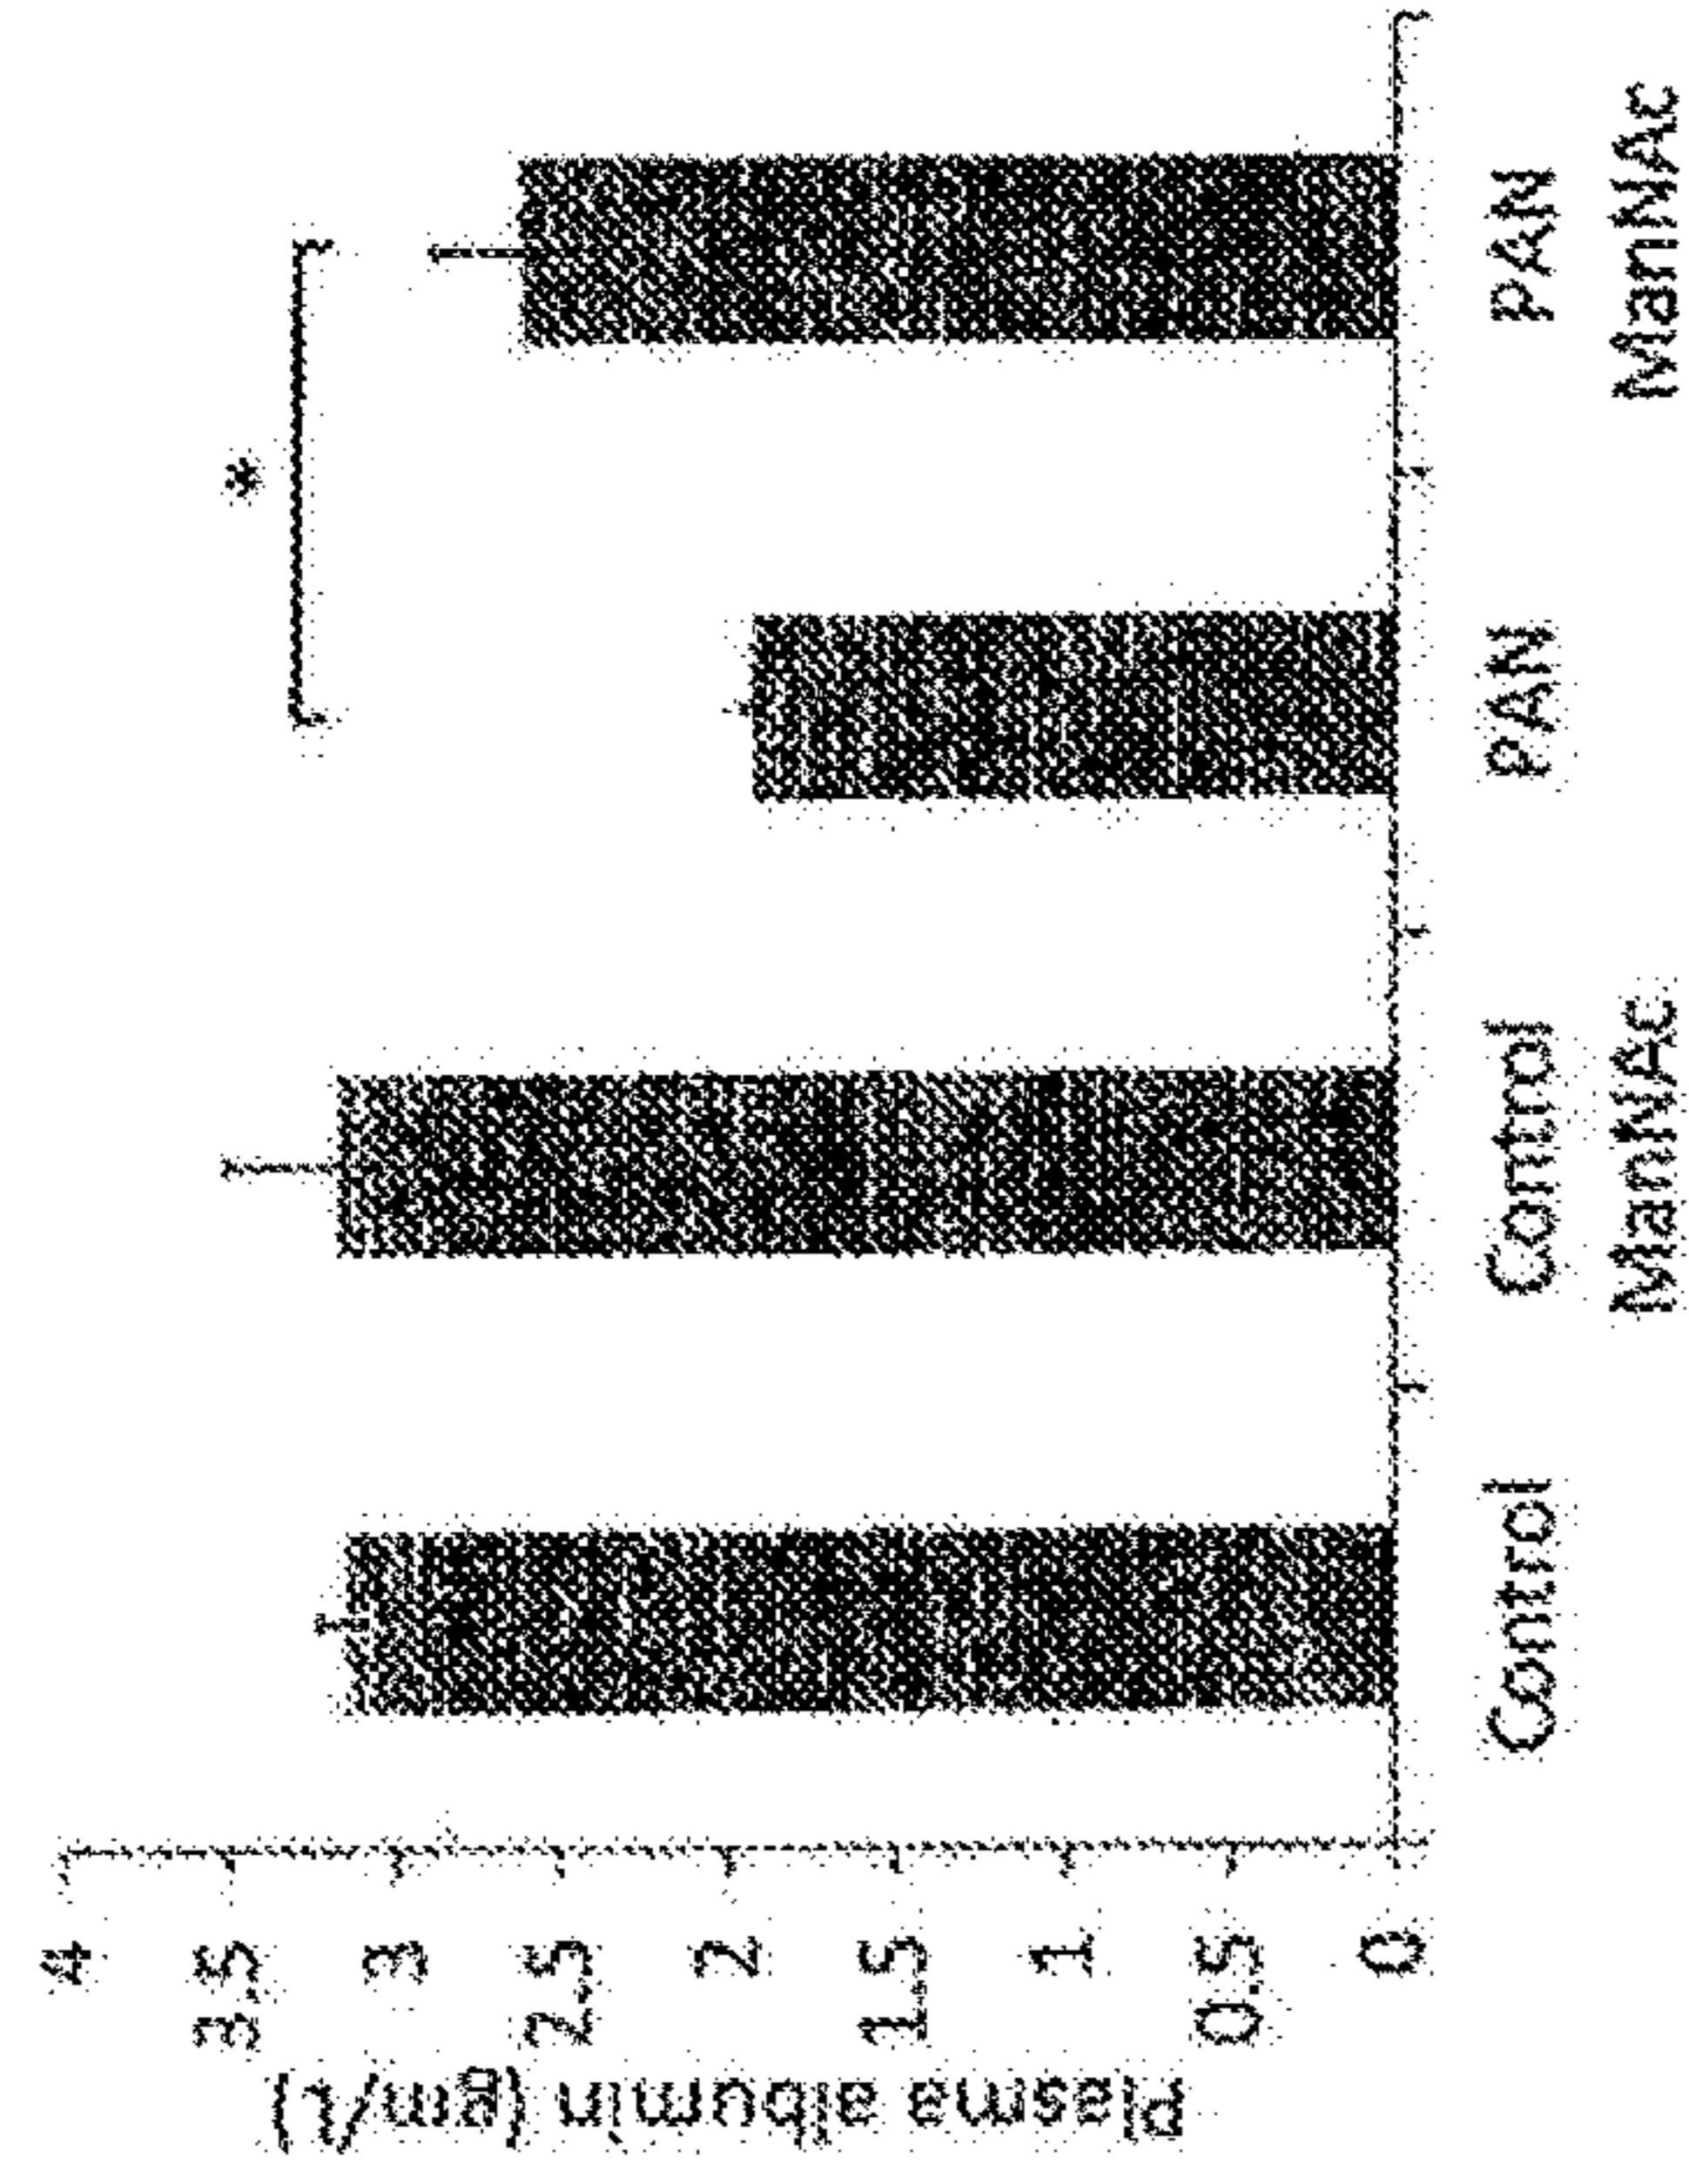 Plasma albumin (gm/L)
4
3.5
3
2.5
2
1.5
1
0.5
0
*
Control
Control
ManNAc
PAN
PAN
ManNAc